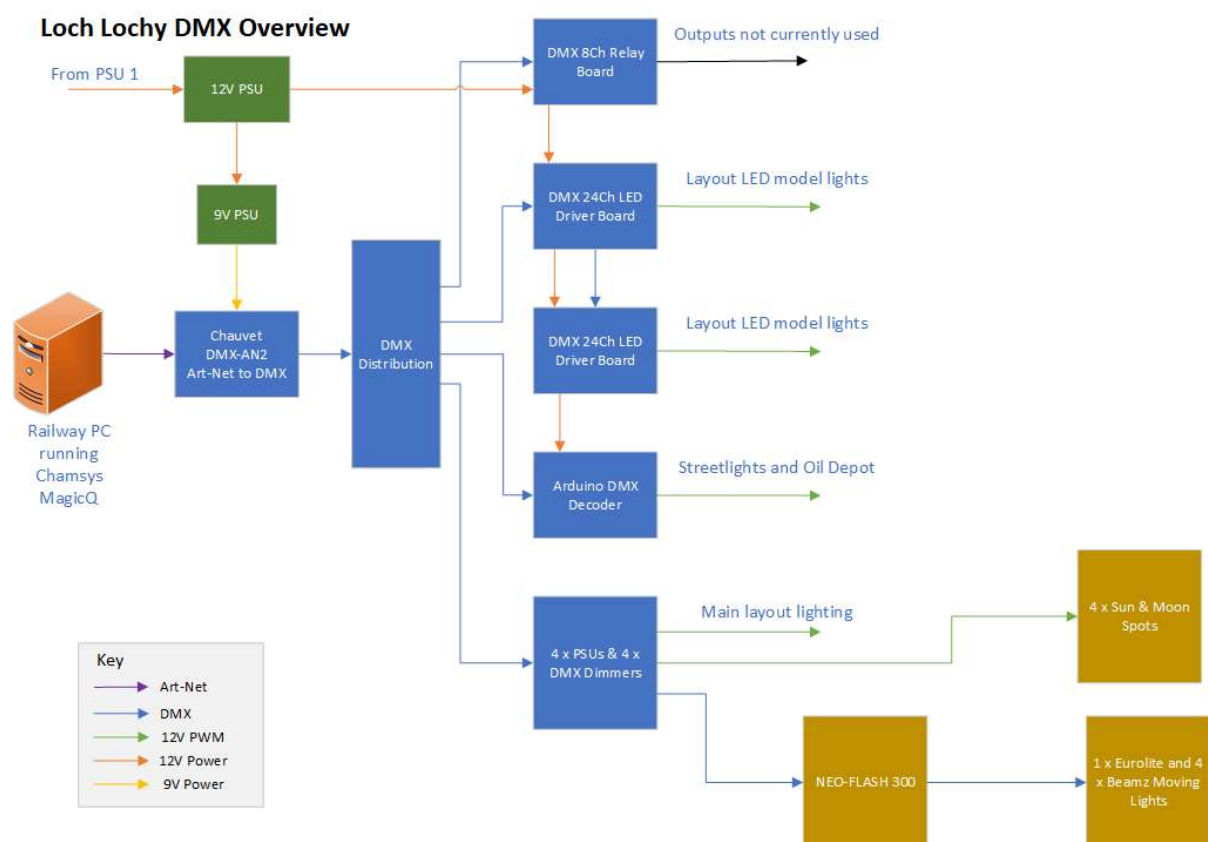 Loch Lochy DMX Overview
From PSU 1
12V PSU
9V PSU
Chauvet
DMX-AN2
Art-Net to DMX
Railway PC
running
Chamsys
MagicQ
DMX
Distribution
DMX 8Ch Relay
Board
Outputs not currently used
DMX 24Ch LED
Driver Board
Layout LED model lights
DMX 24Ch LED
Driver Board
Layout LED model lights
Arduino DMX
Decoder
Streetlights and Oil Depot
4 x PSUs & 4 x
DMX Dimmers
Main layout lighting
4 x Sun & Moon
Spots
NEO-FLASH 300
1 x Eurolite and 4
x Beamz Moving
Lights
Key
Art-Net
DMX
12V PWM
12V Power
9V Power